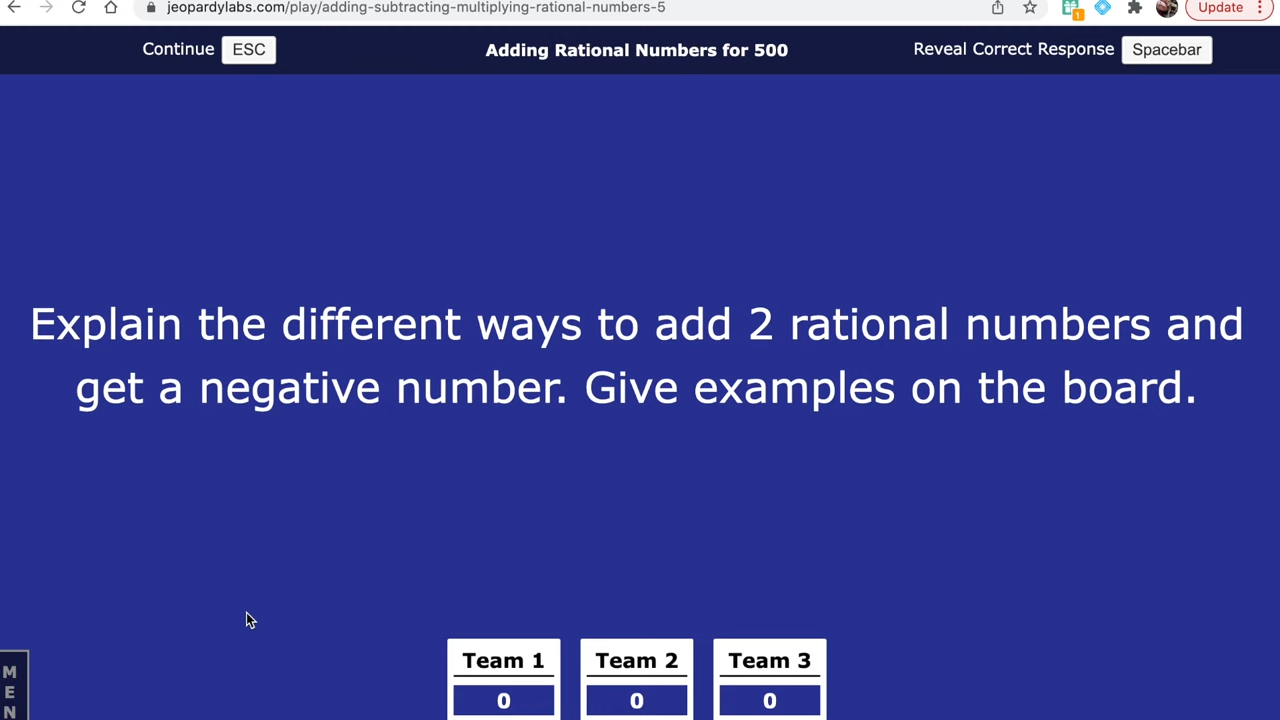 jeopardylabs.com/play/adding-subtracting-multiplying-rational-numbers-5
1
Update
Continue ESC
Adding Rational Numbers for 500
Reveal Correct Response Spacebar
Explain the different ways to add 2 rational numbers and
get a negative number. Give examples on the board.
Team 1
0
Team 2
0
Team 3
0
M
E
N